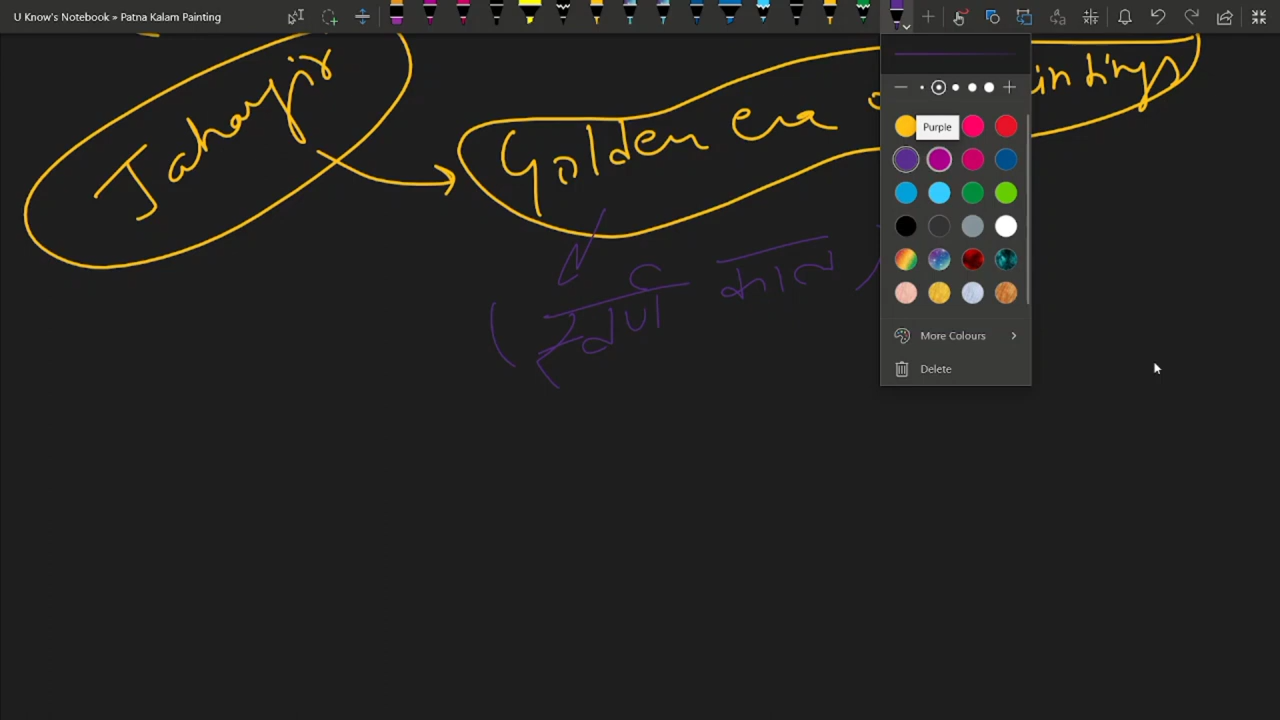 U Know's Notebook » Patna Kalam Painting
Jahangir
Golden era
intings
(स्वर्ण काल)
Purple
More Colours
Delete